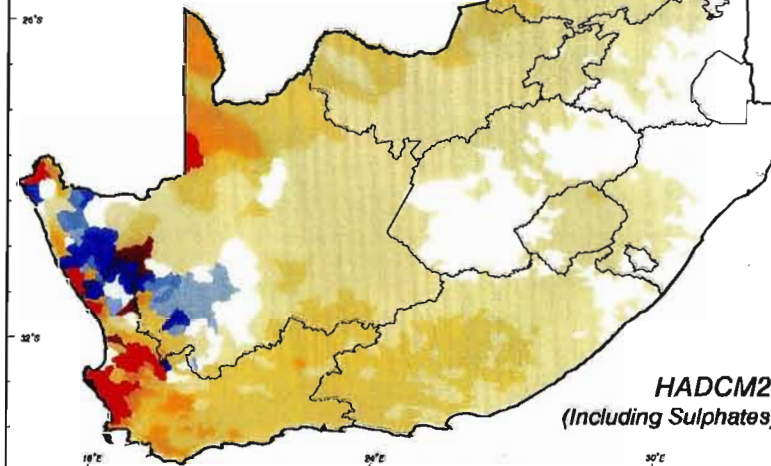 26°S
32°S
HADCM2
(Including Sulphates)
18°E
24°E
30°E